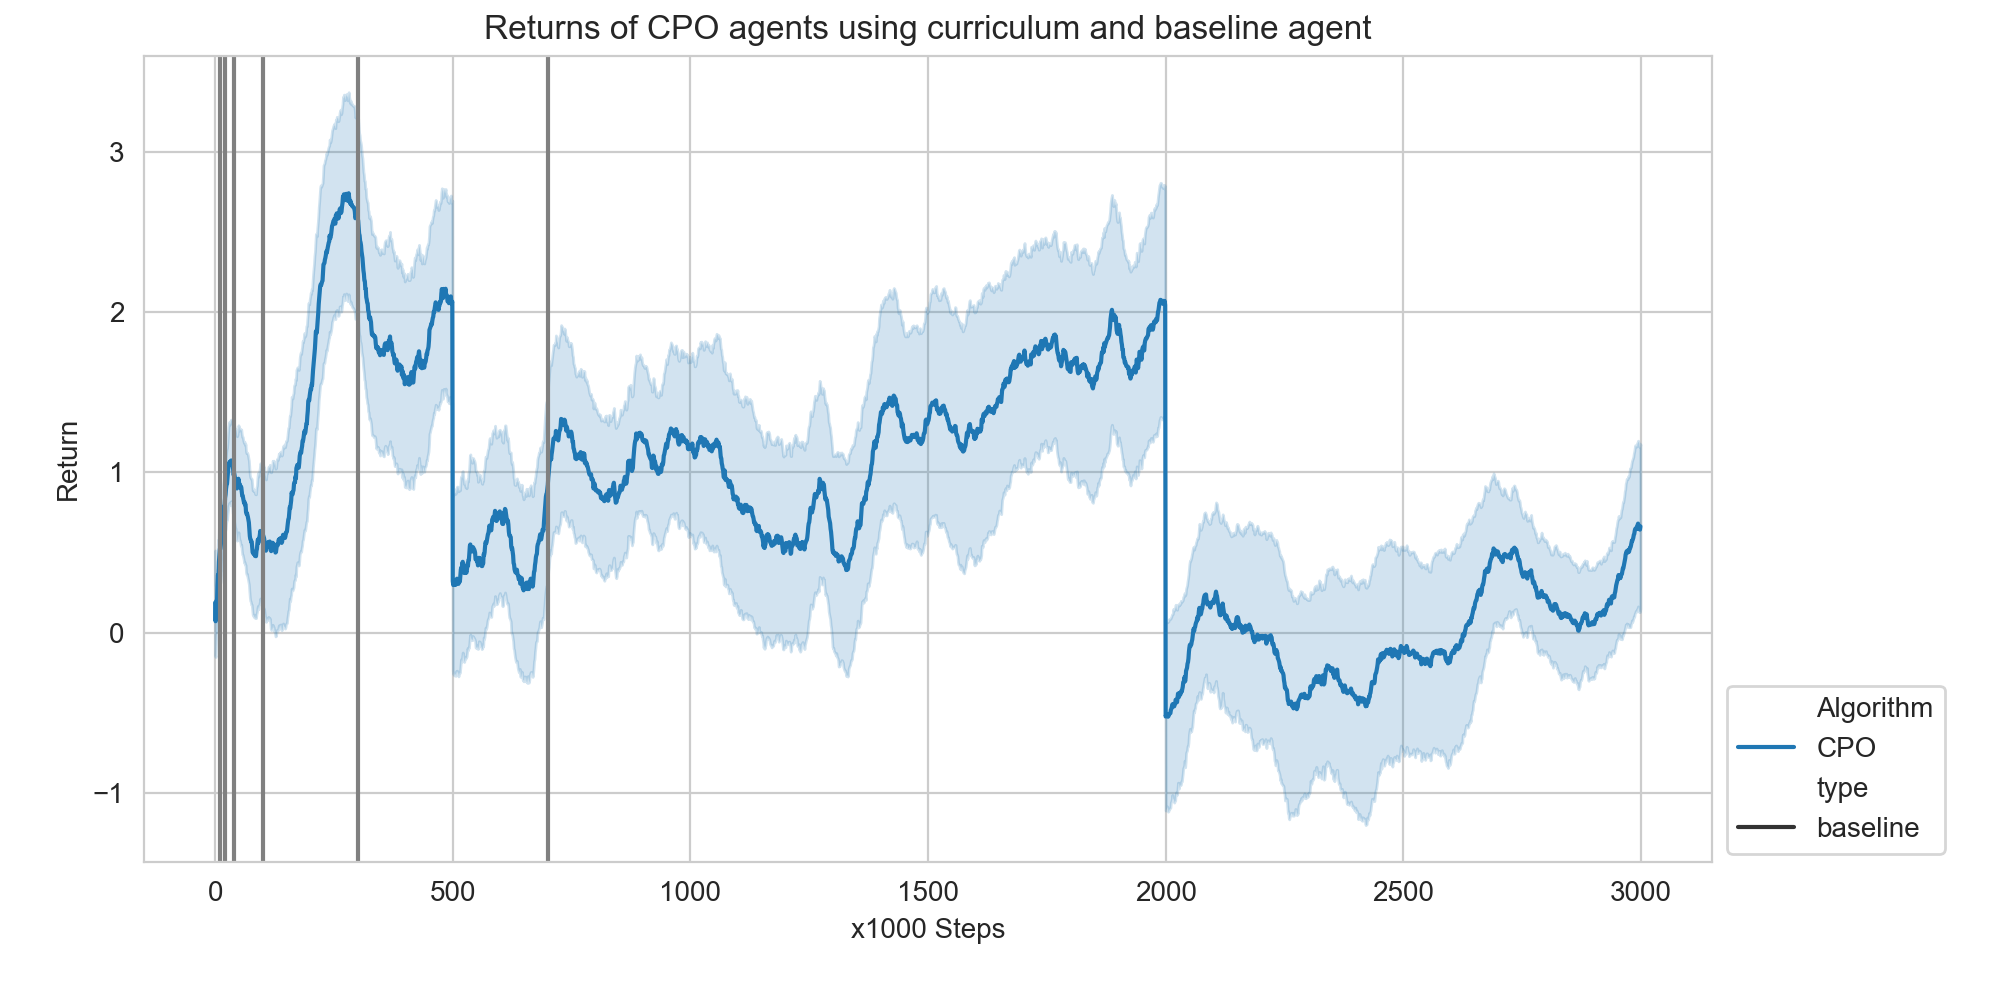 Returns of CPO agents using curriculum and baseline agent
Return
3
2
1
0
−1
0 500 1000 1500 2000 2500 3000
x1000 Steps
Algorithm
CPO
type
baseline